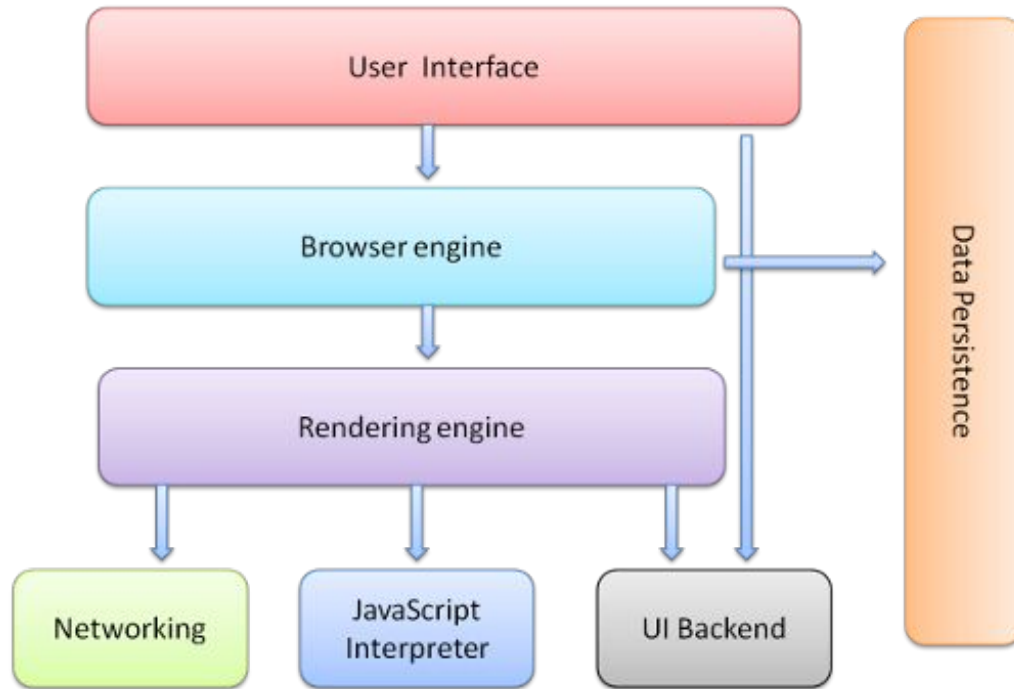 User Interface
Browser engine
Data Persistence
Rendering engine
Networking
JavaScript
Interpreter
UI Backend